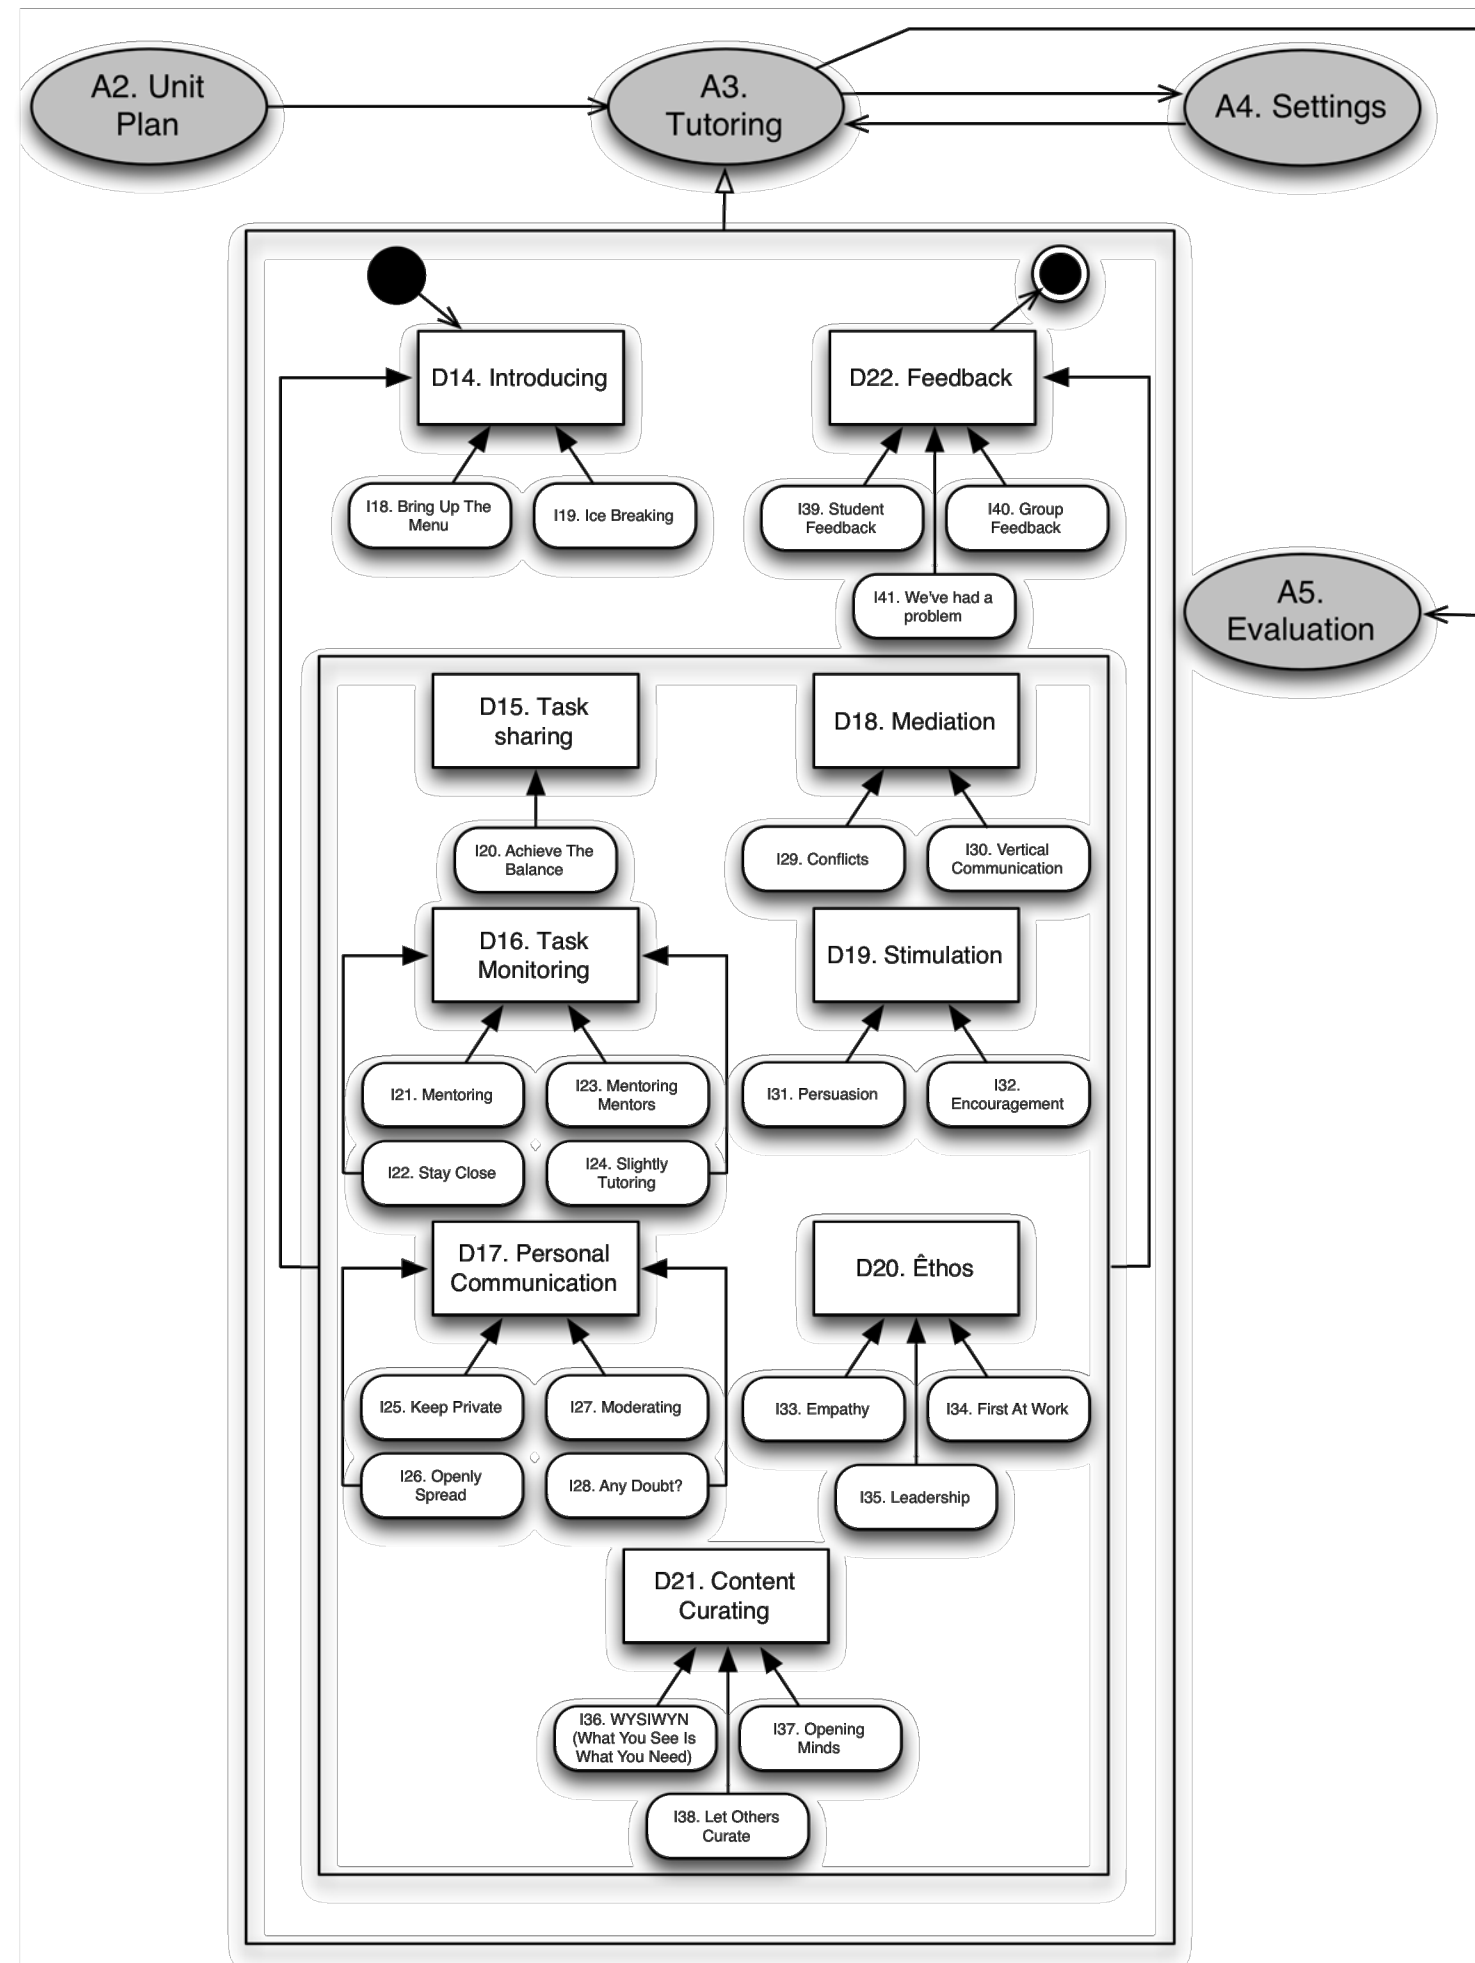 A2. Unit
Plan
A3.
Tutoring
A4. Settings
D14. Introducing
D22. Feedback
I18. Bring Up The
Menu
I19. Ice Breaking
I39. Student
Feedback
I40. Group
Feedback
I41. We've had a
problem
A5.
Evaluation
D15. Task
sharing
D18. Mediation
I20. Achieve The
Balance
I29. Conflicts
I30. Vertical
Communication
D16. Task
Monitoring
D19. Stimulation
I21. Mentoring
I23. Mentoring
Mentors
I31. Persuasion
I32.
Encouragement
I22. Stay Close
I24. Slightly
Tutoring
D17. Personal
Communication
D20. Êthos
I25. Keep Private
I27. Moderating
I33. Empathy
I34. First At Work
I26. Openly
Spread
I28. Any Doubt?
I35. Leadership
D21. Content
Curating
I36. WYSIWYN
(What You See Is
What You Need)
I37. Opening
Minds
I38. Let Others
Curate